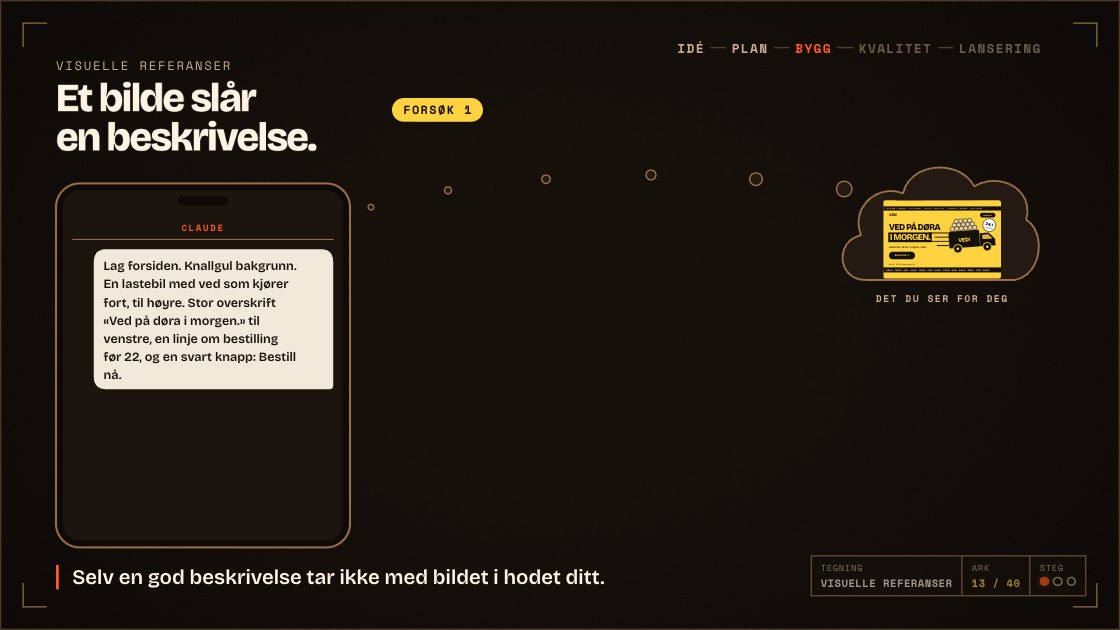 IDÉ — PLAN — BYGG — KVALITET — LANSERING
VISUELLE REFERANSER
Et bilde slår
en beskrivelse.
FORSØK 1
CLAUDE
Lag forsiden. Knallgul bakgrunn.
En lastebil med ved som kjører
fort, til høyre. Stor overskrift
«Ved på døra i morgen.» til
venstre, en linje om bestilling
før 22, og en svart knapp: Bestill
nå.
VED!
VED PÅ DØRA
I MORGEN.
VED!
DET DU SER FOR DEG
Selv en god beskrivelse tar ikke med bildet i hodet ditt.
TEGNING
VISUELLE REFERANSER
ARK
13 / 40
STEG